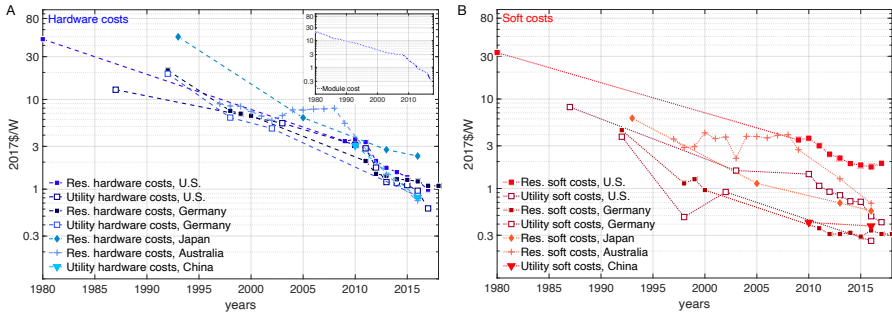 A
Hardware costs
80
30
10
3
1
0.3
2017$/W
1980 1985 1990 1995 2000 2005 2010 2015
years
Res. hardware costs, U.S.
Utility hardware costs, U.S.
Res. hardware costs, Germany
Utility hardware costs, Germany
Res. hardware costs, Japan
Res. hardware costs, Australia
Utility hardware costs, China
80
30
10
3
1
0.3
Module cost
1980 1990 2000 2010
B
Soft costs
80
30
10
3
1
0.3
2017$/W
1980 1985 1990 1995 2000 2005 2010 2015
years
Res. soft costs, U.S.
Utility soft costs, U.S.
Res. soft costs, Germany
Utility soft costs, Germany
Res. soft costs, Japan
Res. soft costs, Australia
Utility soft costs, China